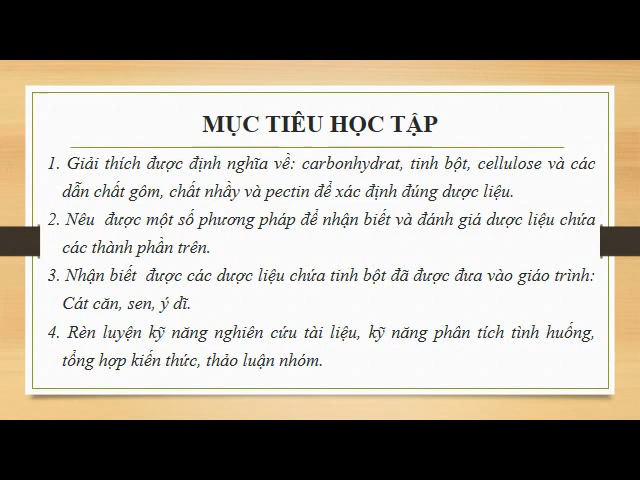 MỤC TIÊU HỌC TẬP
1. Giải thích được định nghĩa về: carbonhydrat, tinh bột, cellulose và các
dẫn chất gôm, chất nhầy và pectin để xác định đúng dược liệu.
2. Nêu được một số phương pháp để nhận biết và đánh giá dược liệu chứa
các thành phần trên.
3. Nhận biết được các dược liệu chứa tinh bột đã được đưa vào giáo trình:
Cát căn, sen, ý dĩ.
4. Rèn luyện kỹ năng nghiên cứu tài liệu, kỹ năng phân tích tình huống,
tổng hợp kiến thức, thảo luận nhóm.